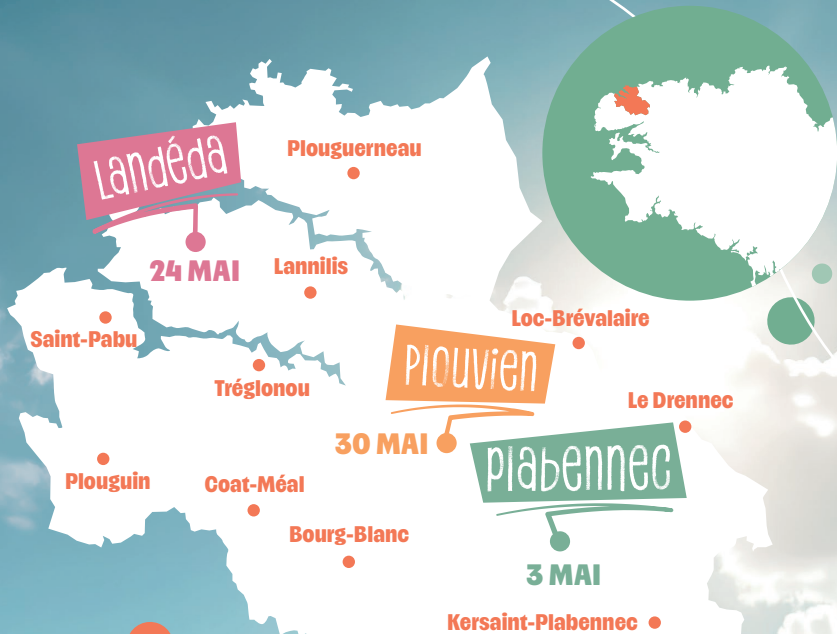 Landéda
Plouguerneau
24 MAI
Lannilis
Saint-Pabu
Loc-Brévalaire
Plouvien
Tréglonou
Le Drennec
30 MAI
Plabennec
Plouguin
Coat-Méal
Bourg-Blanc
3 MAI
Kersaint-Plabennec